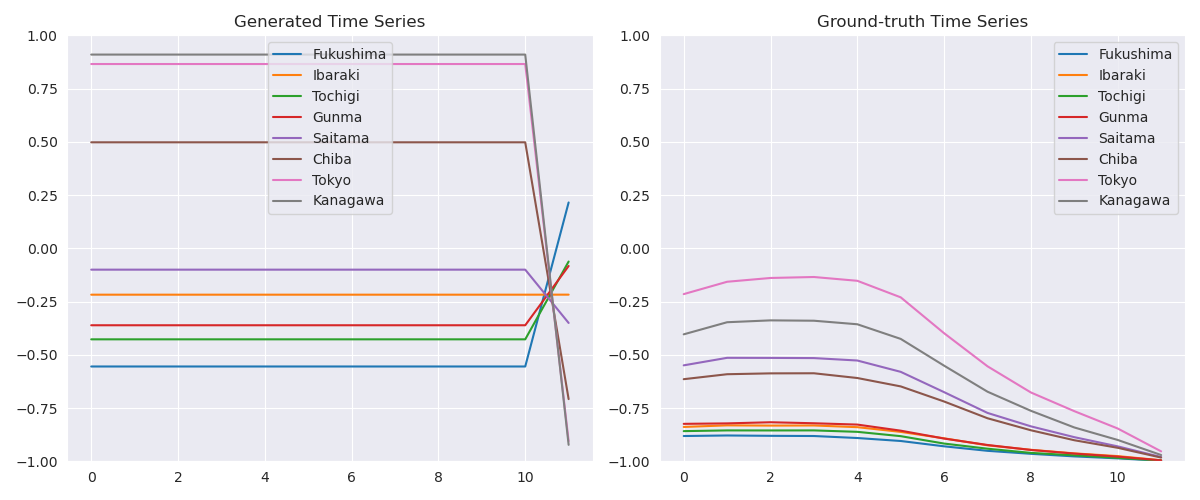 Generated Time Series
1.00
0.75
0.50
0.25
0.00
−0.25
−0.50
−0.75
−1.00
0 2 4 6 8 10
Fukushima
Ibaraki
Tochigi
Gunma
Saitama
Chiba
Tokyo
Kanagawa
Ground-truth Time Series
1.00
0.75
0.50
0.25
0.00
−0.25
−0.50
−0.75
−1.00
0 2 4 6 8 10
Fukushima
Ibaraki
Tochigi
Gunma
Saitama
Chiba
Tokyo
Kanagawa